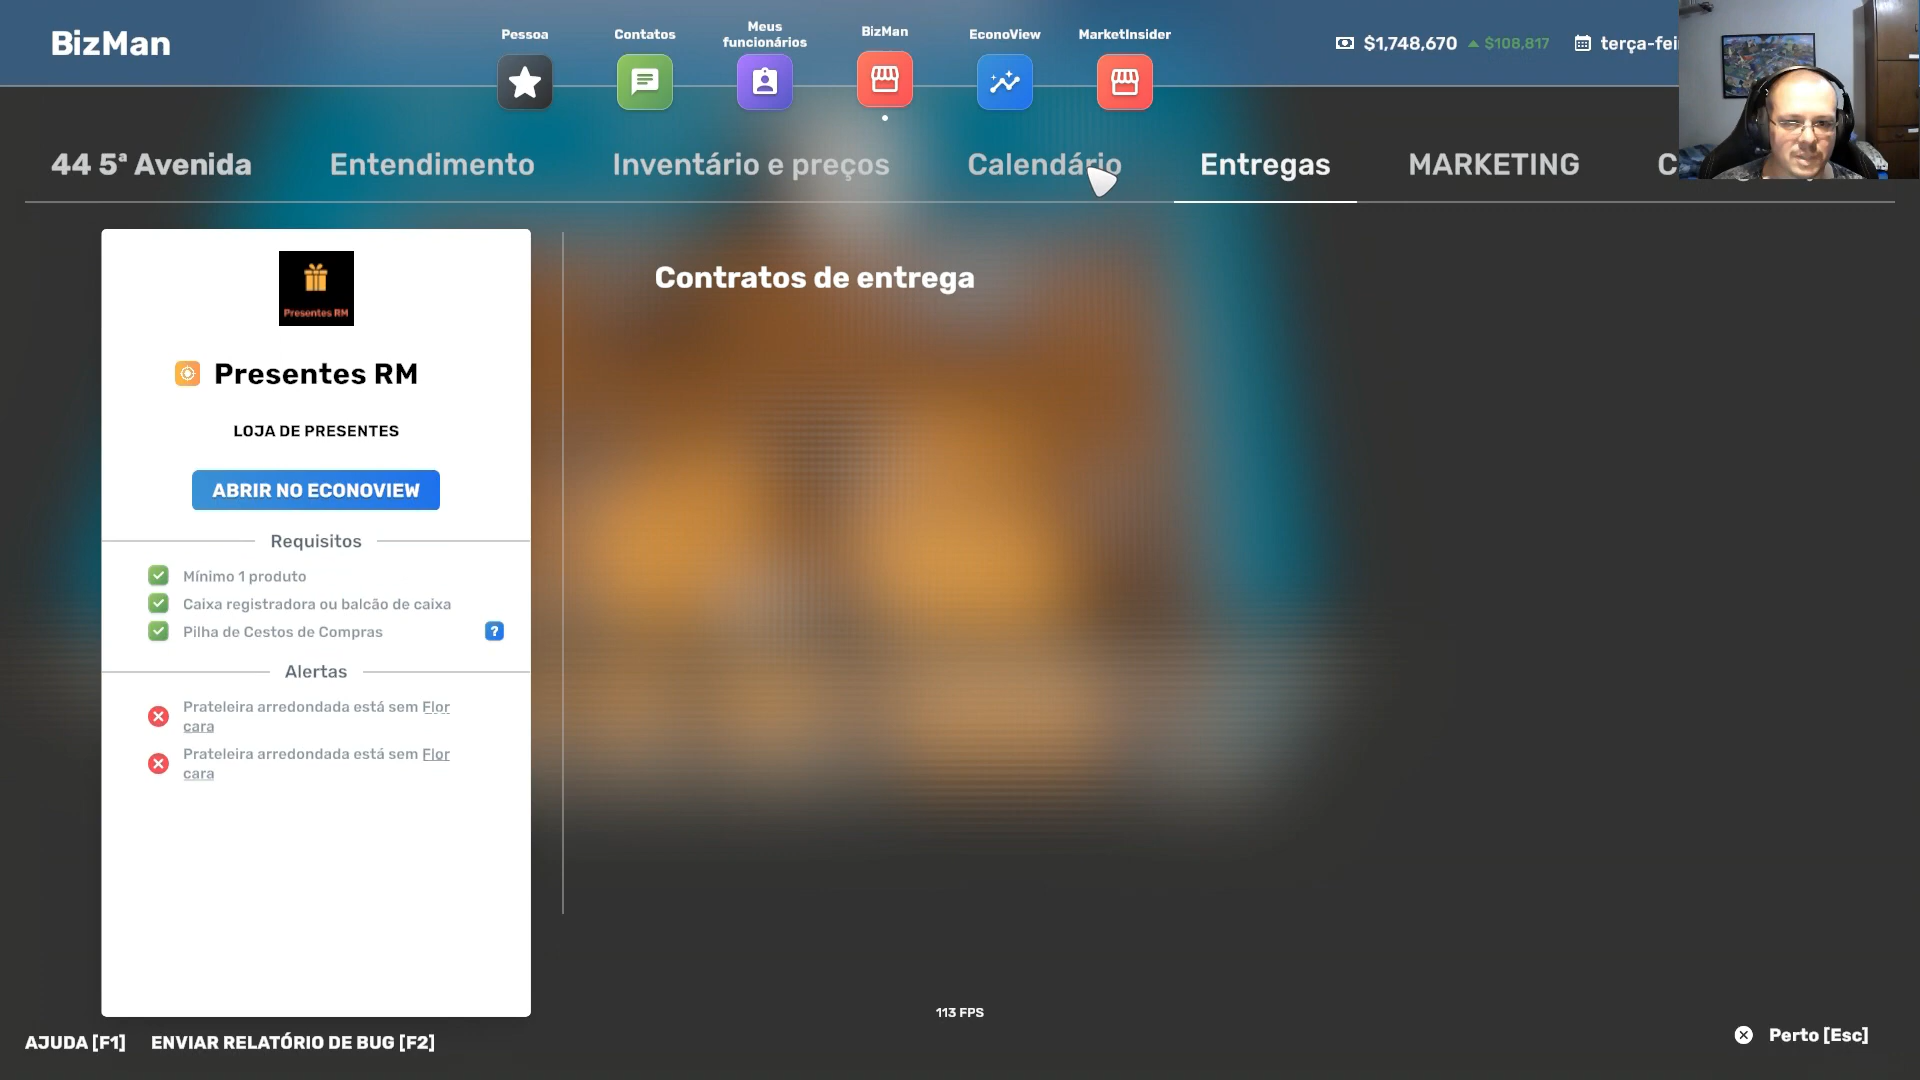 BizMan
Pessoa
Contatos
Meus
funcionários
BizMan
EconoView
MarketInsider
$1,748,670
$108,817
44 5ª Avenida
Entendimento
Inventário e preços
Calendário
Entregas
MARKETING
Presentes RM
Presentes RM
LOJA DE PRESENTES
ABRIR NO ECONOVIEW
Requisitos
Mínimo 1 produto
Caixa registradora ou balcão de caixa
Pilha de Cestos de Compras
?
Alertas
Prateleira arredondada está sem Flor
cara
Prateleira arredondada está sem Flor
cara
Contratos de entrega
113 FPS
AJUDA [F1]
ENVIAR RELATÓRIO DE BUG [F2]
Perto [Esc]